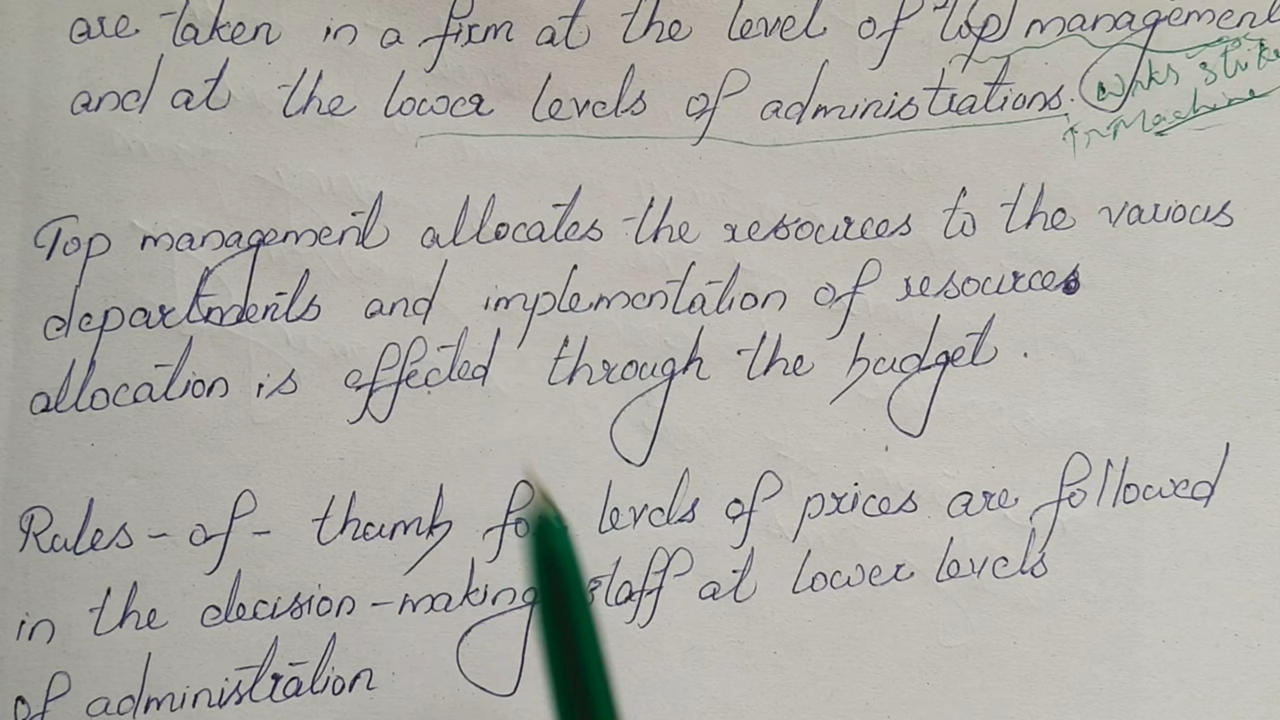 are taken in a firm at the level of Top management
and at the lower levels of administrations.
In Machine
Top management allocates the resources to the various
departments and implementation of resources
allocation is effected through the budget.
Rules-of-thumb for levels of prices are followed
in the decision-making staff at lower levels
of administration